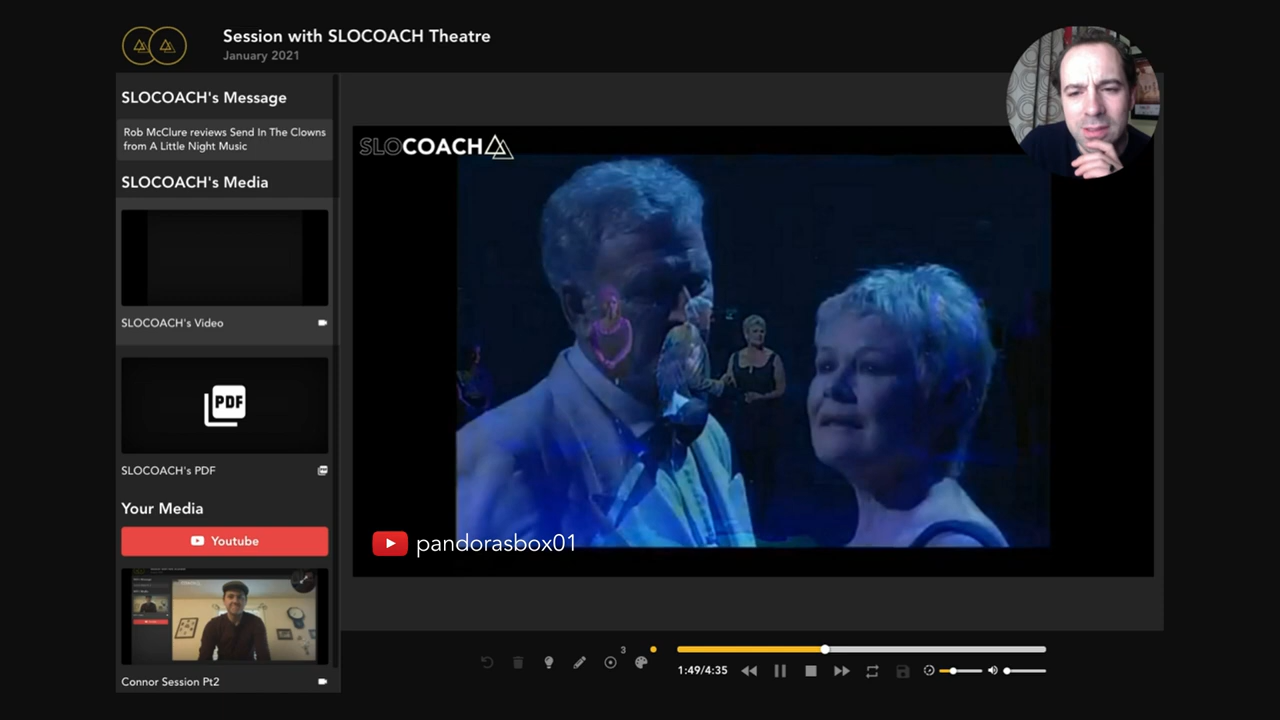 Session with SLOCOACH Theatre
January 2021
SLOCOACH's Message
Rob McClure reviews Send In The Clowns
from A Little Night Music
SLOCOACH's Media
SLOCOACH's Video
PDF
SLOCOACH's PDF
Your Media
Youtube
Connor Session Pt2
SLOCOACH
pandorasbox01
3
1:49/4:35